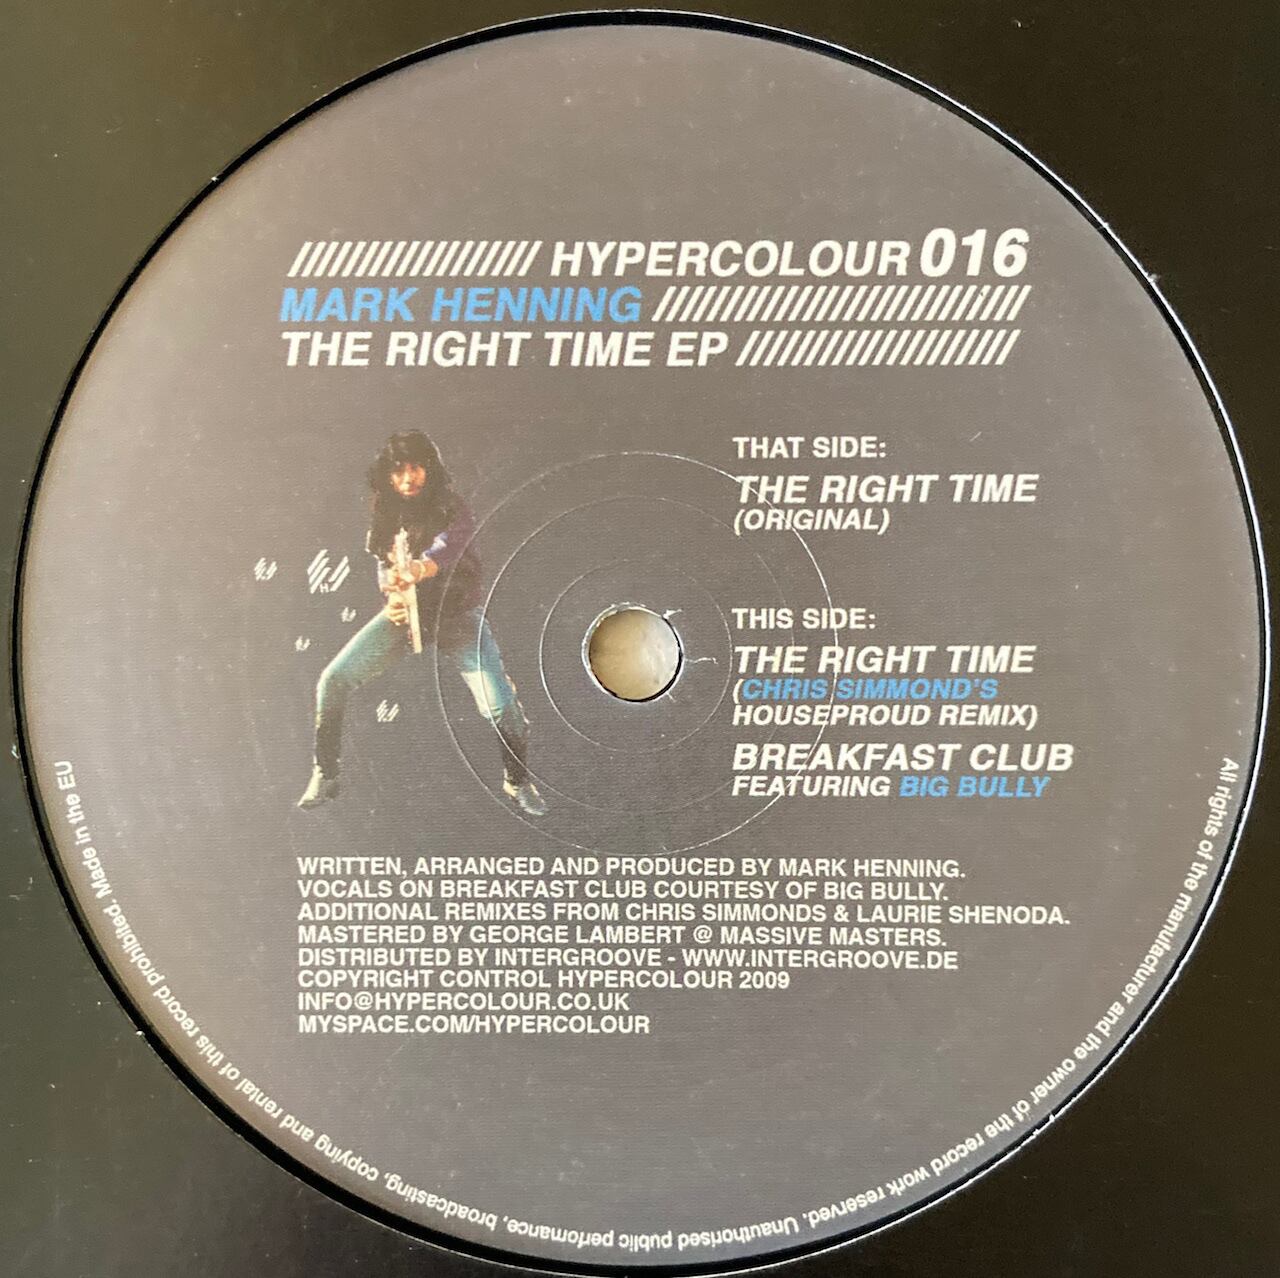 //////////////////// HYPERCOLOUR 016
MARK HENNING ///////////////////////////////
THE RIGHT TIME EP ///////////////////////
THAT SIDE:
THE RIGHT TIME
(ORIGINAL)
THIS SIDE:
THE RIGHT TIME
(CHRIS SIMMOND'S
HOUSEPROUD REMIX)
BREAKFAST CLUB
FEATURING BIG BULLY
H
WRITTEN, ARRANGED AND PRODUCED BY MARK HENNING.
VOCALS ON BREAKFAST CLUB COURTESY OF BIG BULLY.
ADDITIONAL REMIXES FROM CHRIS SIMMONDS & LAURIE SHENODA.
MASTERED BY GEORGE LAMBERT @ MASSIVE MASTERS.
DISTRIBUTED BY INTERGROOVE - WWW.INTERGROOVE.DE
COPYRIGHT CONTROL HYPERCOLOUR 2009
INFO@HYPERCOLOUR.CO.UK
MYSPACE.COM/HYPERCOLOUR
All rights of the manufacturer and the owner of the record work reserved. Unauthorised public perfomance, broadcasting, copying and rental of this record prohibited. Made in the EU